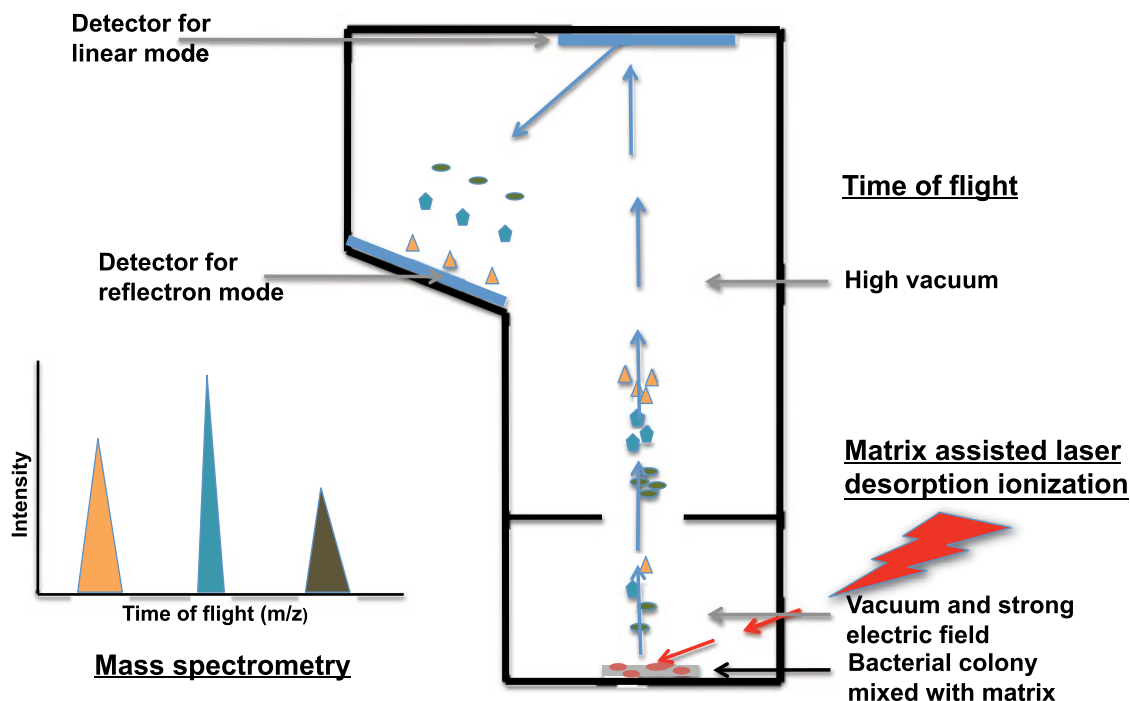 Detector for
linear mode
Time of flight
Detector for
reflectron mode
High vacuum
Intensity
Time of flight (m/z)
Mass spectrometry
Matrix assisted laser
desorption ionization
Vacuum and strong
electric field
Bacterial colony
mixed with matrix